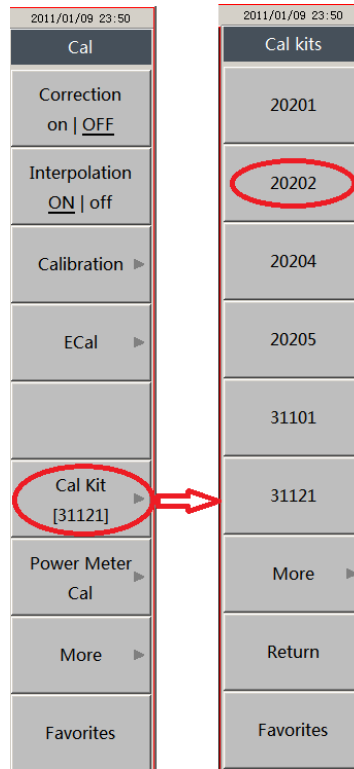 2011/01/09 23:50
Cal
Correction
on | OFF
Interpolation
ON | off
Calibration
ECal
Cal Kit
[31121]
Power Meter
Cal
More
Favorites
2011/01/09 23:50
Cal kits
20201
20202
20204
20205
31101
31121
More
Return
Favorites